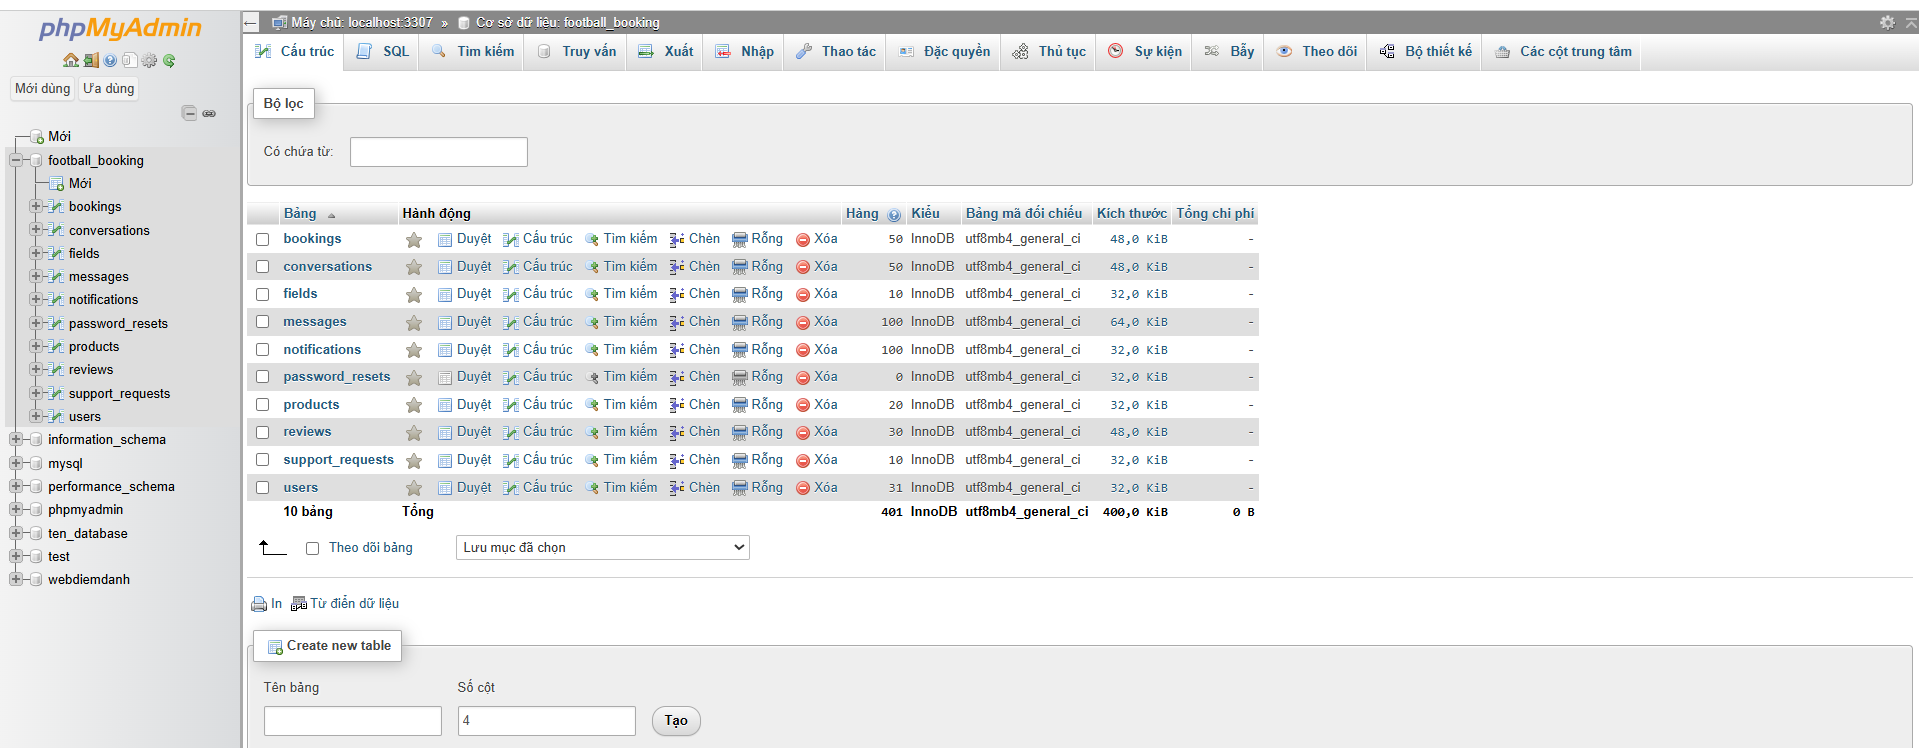 phpMyAdmin
Mới dùng Ưa dùng
Mới
football_booking
Mới
bookings
conversations
fields
messages
notifications
password_resets
products
reviews
support_requests
users
information_schema
mysql
performance_schema
phpmyadmin
ten_database
test
webdiemdanh
Máy chủ: localhost:3307 » Cơ sở dữ liệu: football_booking
Cấu trúc SQL Tìm kiếm Truy vấn Xuất Nhập Thao tác Đặc quyền Thủ tục Sự kiện Bẫy Theo dõi Bộ thiết kế Các cột trung tâm
Bộ lọc
Có chứa từ:
Bảng Hành động Hàng Kiểu Bảng mã đối chiếu Kích thước Tổng chi phí
bookings Duyệt Cấu trúc Tìm kiếm Chèn Rỗng Xóa 50 InnoDB utf8mb4_general_ci 48,0 KiB -
conversations Duyệt Cấu trúc Tìm kiếm Chèn Rỗng Xóa 50 InnoDB utf8mb4_general_ci 48,0 KiB -
fields Duyệt Cấu trúc Tìm kiếm Chèn Rỗng Xóa 10 InnoDB utf8mb4_general_ci 32,0 KiB -
messages Duyệt Cấu trúc Tìm kiếm Chèn Rỗng Xóa 100 InnoDB utf8mb4_general_ci 64,0 KiB -
notifications Duyệt Cấu trúc Tìm kiếm Chèn Rỗng Xóa 100 InnoDB utf8mb4_general_ci 32,0 KiB -
password_resets Duyệt Cấu trúc Tìm kiếm Chèn Rỗng Xóa 0 InnoDB utf8mb4_general_ci 32,0 KiB -
products Duyệt Cấu trúc Tìm kiếm Chèn Rỗng Xóa 20 InnoDB utf8mb4_general_ci 32,0 KiB -
reviews Duyệt Cấu trúc Tìm kiếm Chèn Rỗng Xóa 30 InnoDB utf8mb4_general_ci 48,0 KiB -
support_requests Duyệt Cấu trúc Tìm kiếm Chèn Rỗng Xóa 10 InnoDB utf8mb4_general_ci 32,0 KiB -
users Duyệt Cấu trúc Tìm kiếm Chèn Rỗng Xóa 31 InnoDB utf8mb4_general_ci 32,0 KiB -
10 bảng Tổng 401 InnoDB utf8mb4_general_ci 400,0 KiB 0 B
Theo dõi bảng Lưu mục đã chọn
In Từ điển dữ liệu
Create new table
Tên bảng Số cột
4 Tạo